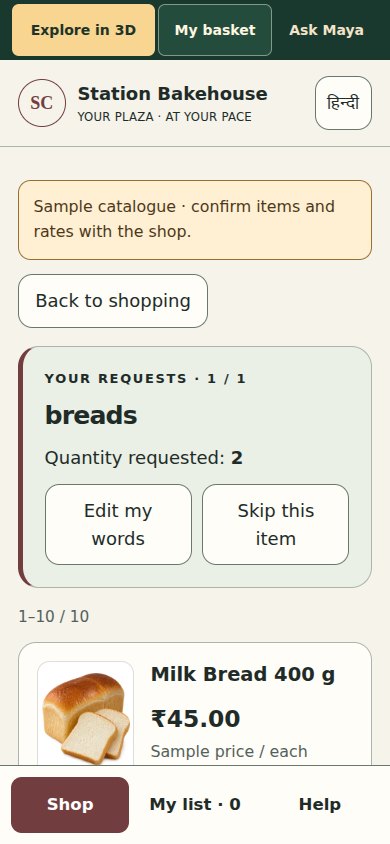 Explore in 3D
My basket
Ask Maya
SC
Station Bakehouse
YOUR PLAZA · AT YOUR PACE
हिन्दी
Sample catalogue · confirm items and
rates with the shop.
Back to shopping
YOUR REQUESTS · 1 / 1
breads
Quantity requested: 2
Edit my
words
Skip this
item
1–10 / 10
Milk Bread 400 g
₹45.00
Sample price / each
Shop
My list · 0
Help